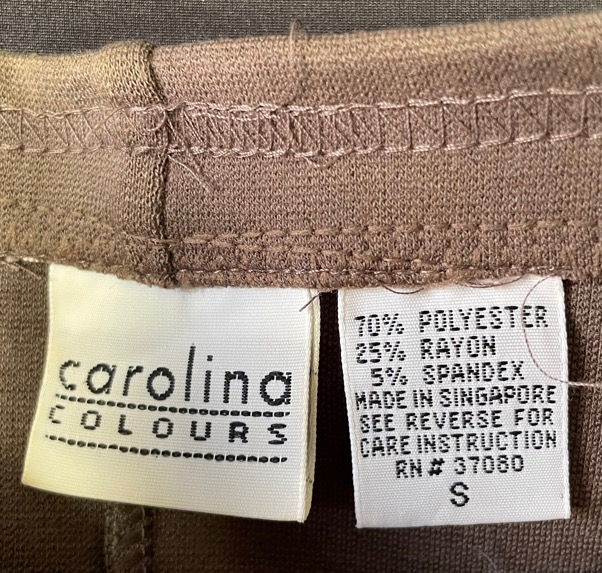 carolina
COLOURS
70% POLYESTER
25% RAYON
5% SPANDEX
MADE IN SINGAPORE
SEE REVERSE FOR
CARE INSTRUCTION
RN # 37080
S